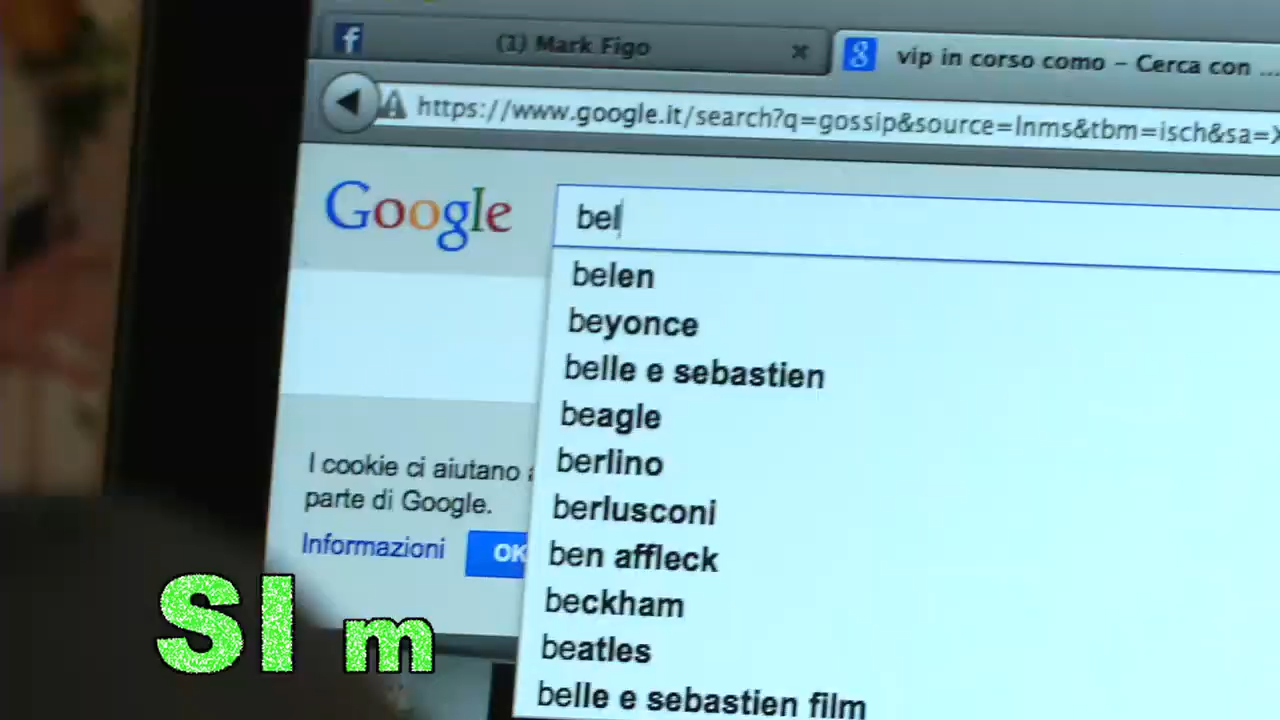 (1) Mark Figo
vip in corso como - Cerca con ...
https://www.google.it/search?q=gossip&source=lnms&tbm=isch&sa=X
Google
bel
belen
beyonce
belle e sebastien
beagle
berlino
berlusconi
ben affleck
beckham
beatles
belle e sebastien film
I cookie ci aiutano a
parte di Google.
Informazioni
OK
SI m